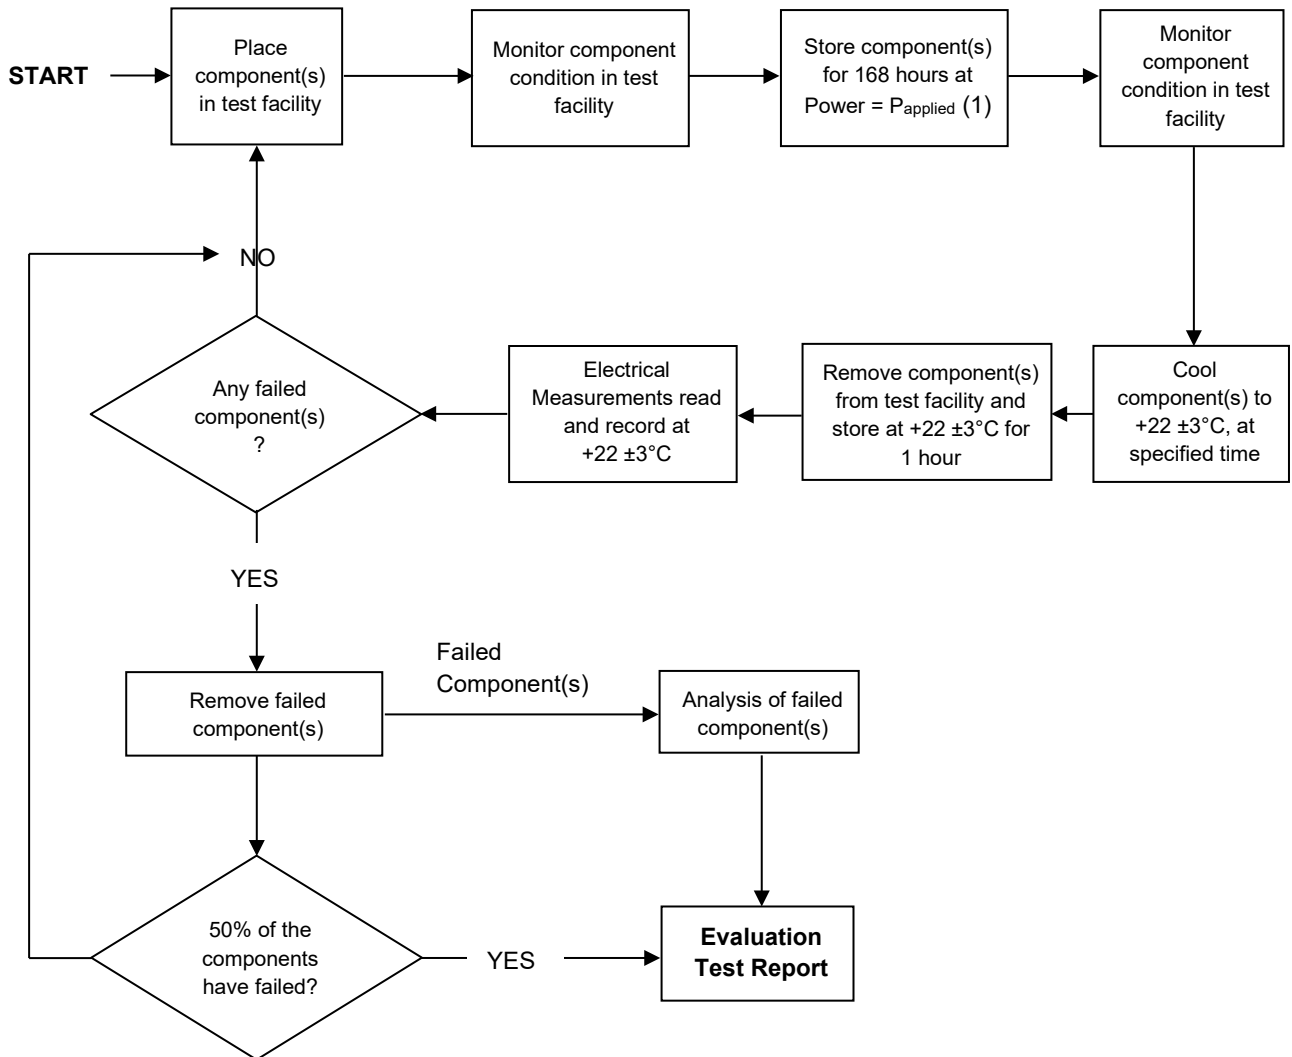 START
Place
component(s)
in test facility
Monitor component
condition in test
facility
Store component(s)
for 168 hours at
Power = Papplied (1)
Monitor
component
condition in test
facility
NO
Any failed
component(s)
?
Electrical
Measurements read
and record at
+22 ±3°C
Remove component(s)
from test facility and
store at +22 ±3°C for
1 hour
Cool
component(s) to
+22 ±3°C, at
specified time
YES
Remove failed
component(s)
Failed
Component(s)
Analysis of failed
component(s)
50% of the
components
have failed?
YES
Evaluation
Test Report